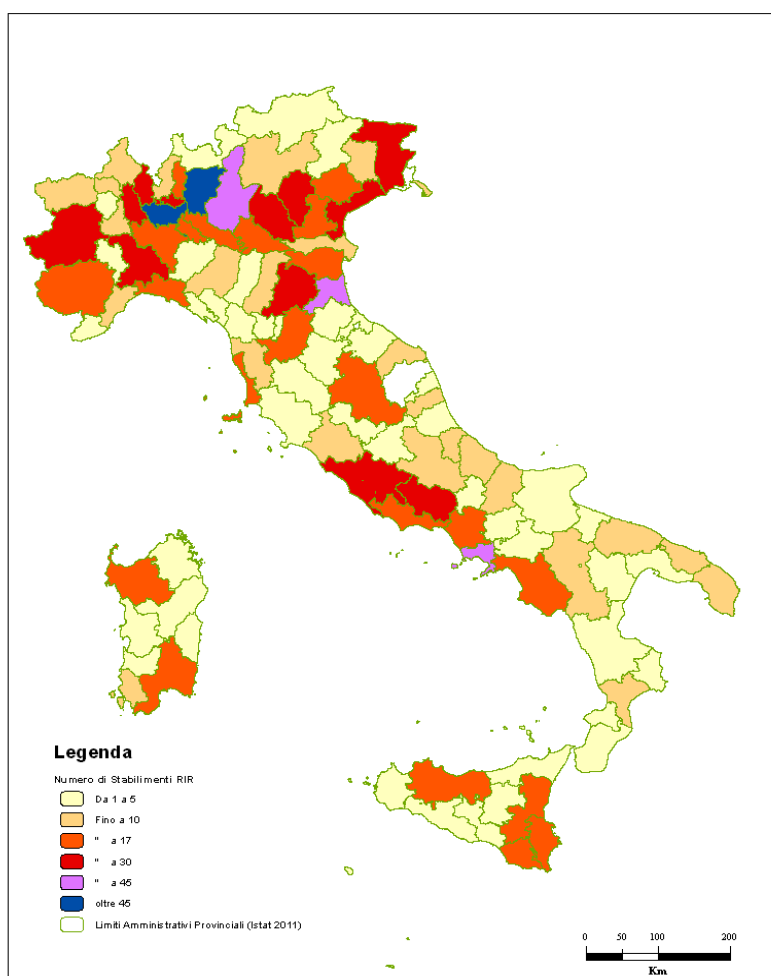 Legenda
Numero di Stabilimenti RIR
Da 1 a 5
Fino a 10
" a 17
" a 30
" a 45
oltre 45
Limiti Amministrativi Provinciali (Istat 2011)
0 50 100 200
Km